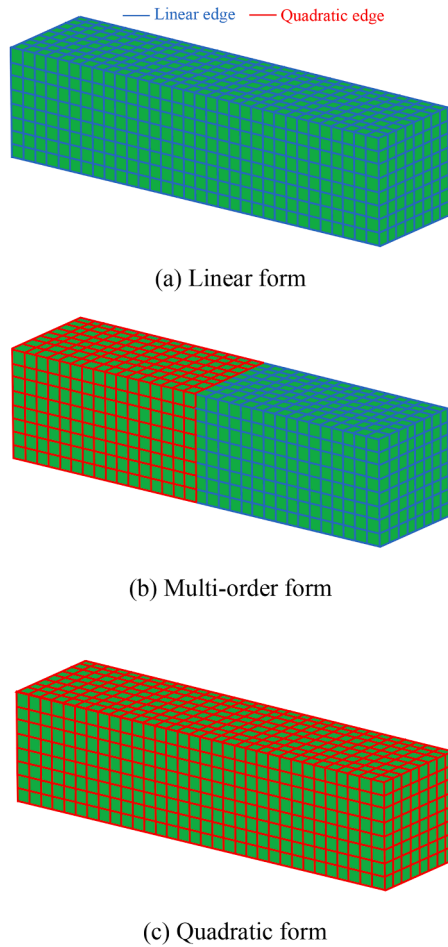 Linear edge Quadratic edge
(a) Linear form
(b) Multi-order form
(c) Quadratic form